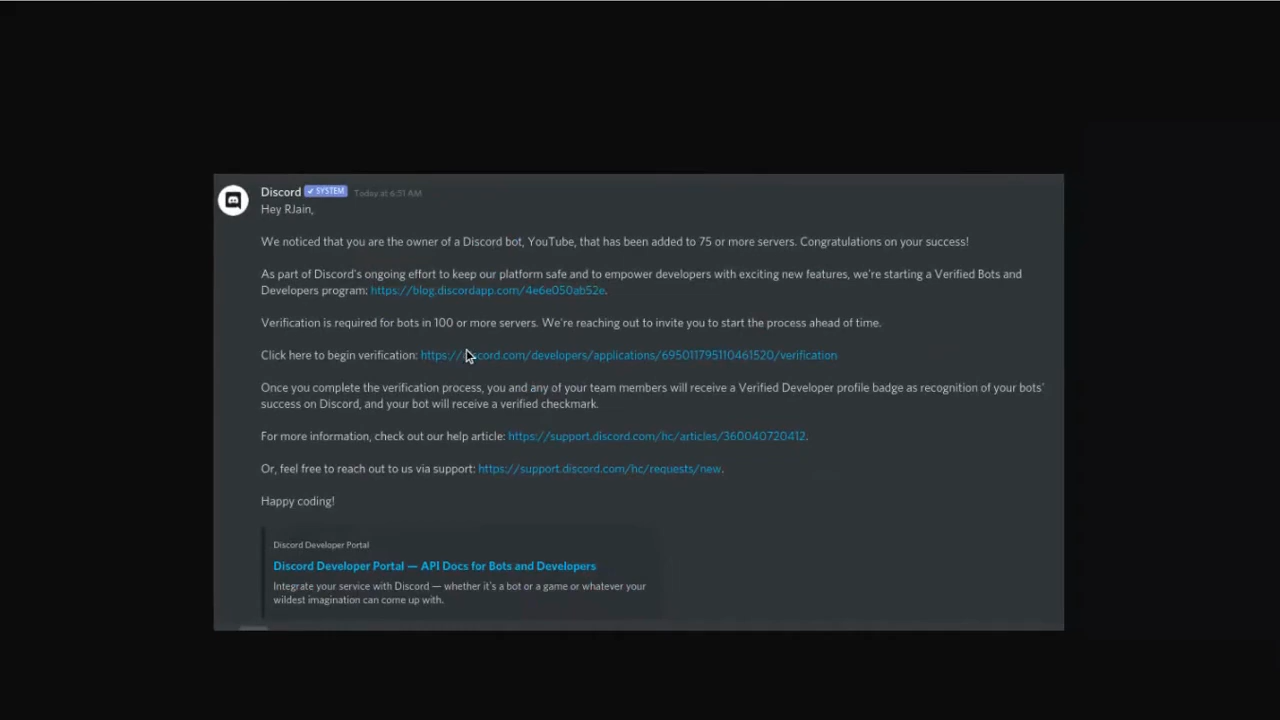 Discord ✓ SYSTEM Today at 6:51 AM
Hey RJain,
We noticed that you are the owner of a Discord bot, YouTube, that has been added to 75 or more servers. Congratulations on your success!
As part of Discord's ongoing effort to keep our platform safe and to empower developers with exciting new features, we're starting a Verified Bots and
Developers program: https://blog.discordapp.com/4e6e050ab52e.
Verification is required for bots in 100 or more servers. We're reaching out to invite you to start the process ahead of time.
Click here to begin verification: https://discord.com/developers/applications/695011795110461520/verification
Once you complete the verification process, you and any of your team members will receive a Verified Developer profile badge as recognition of your bots'
success on Discord, and your bot will receive a verified checkmark.
For more information, check out our help article: https://support.discord.com/hc/articles/360040720412.
Or, feel free to reach out to us via support: https://support.discord.com/hc/requests/new.
Happy coding!
Discord Developer Portal
Discord Developer Portal — API Docs for Bots and Developers
Integrate your service with Discord — whether it's a bot or a game or whatever your
wildest imagination can come up with.